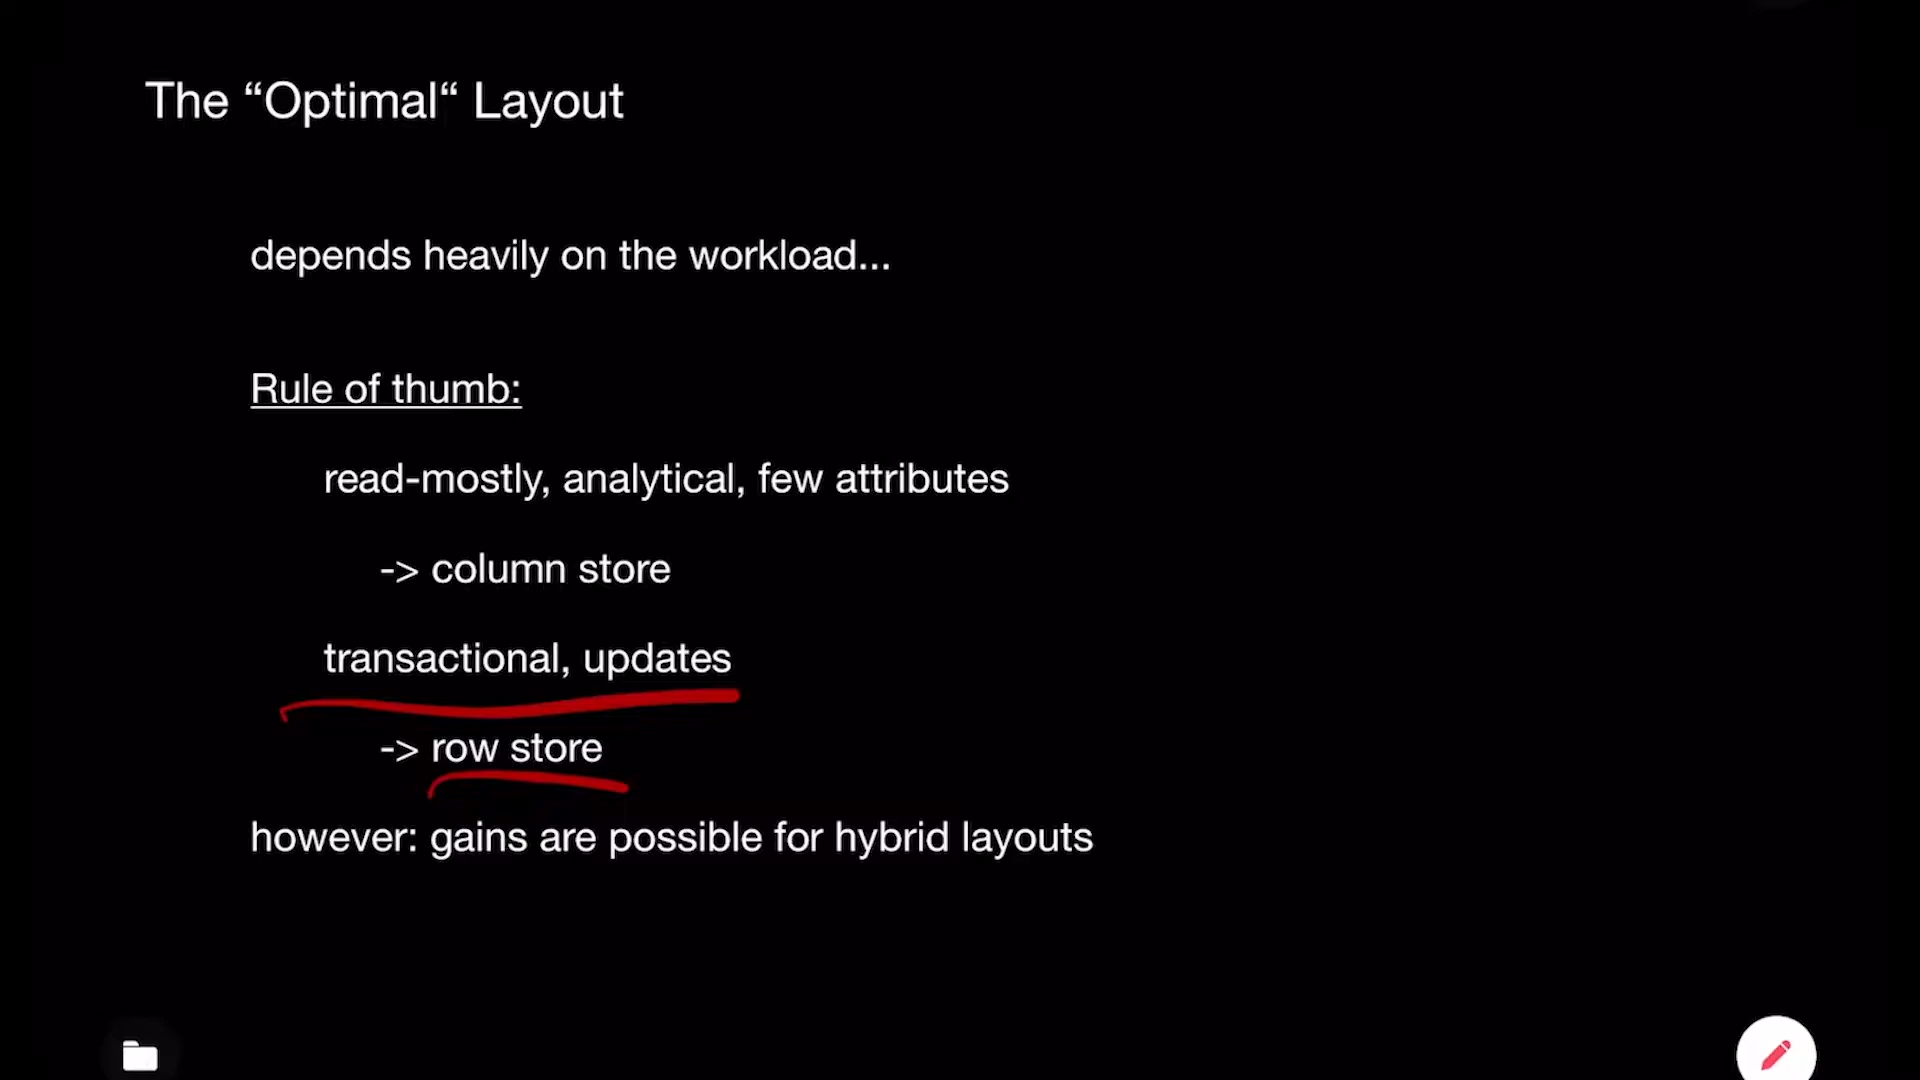 The “Optimal“ Layout
depends heavily on the workload...
Rule of thumb:
read-mostly, analytical, few attributes
-> column store
transactional, updates
-> row store
however: gains are possible for hybrid layouts